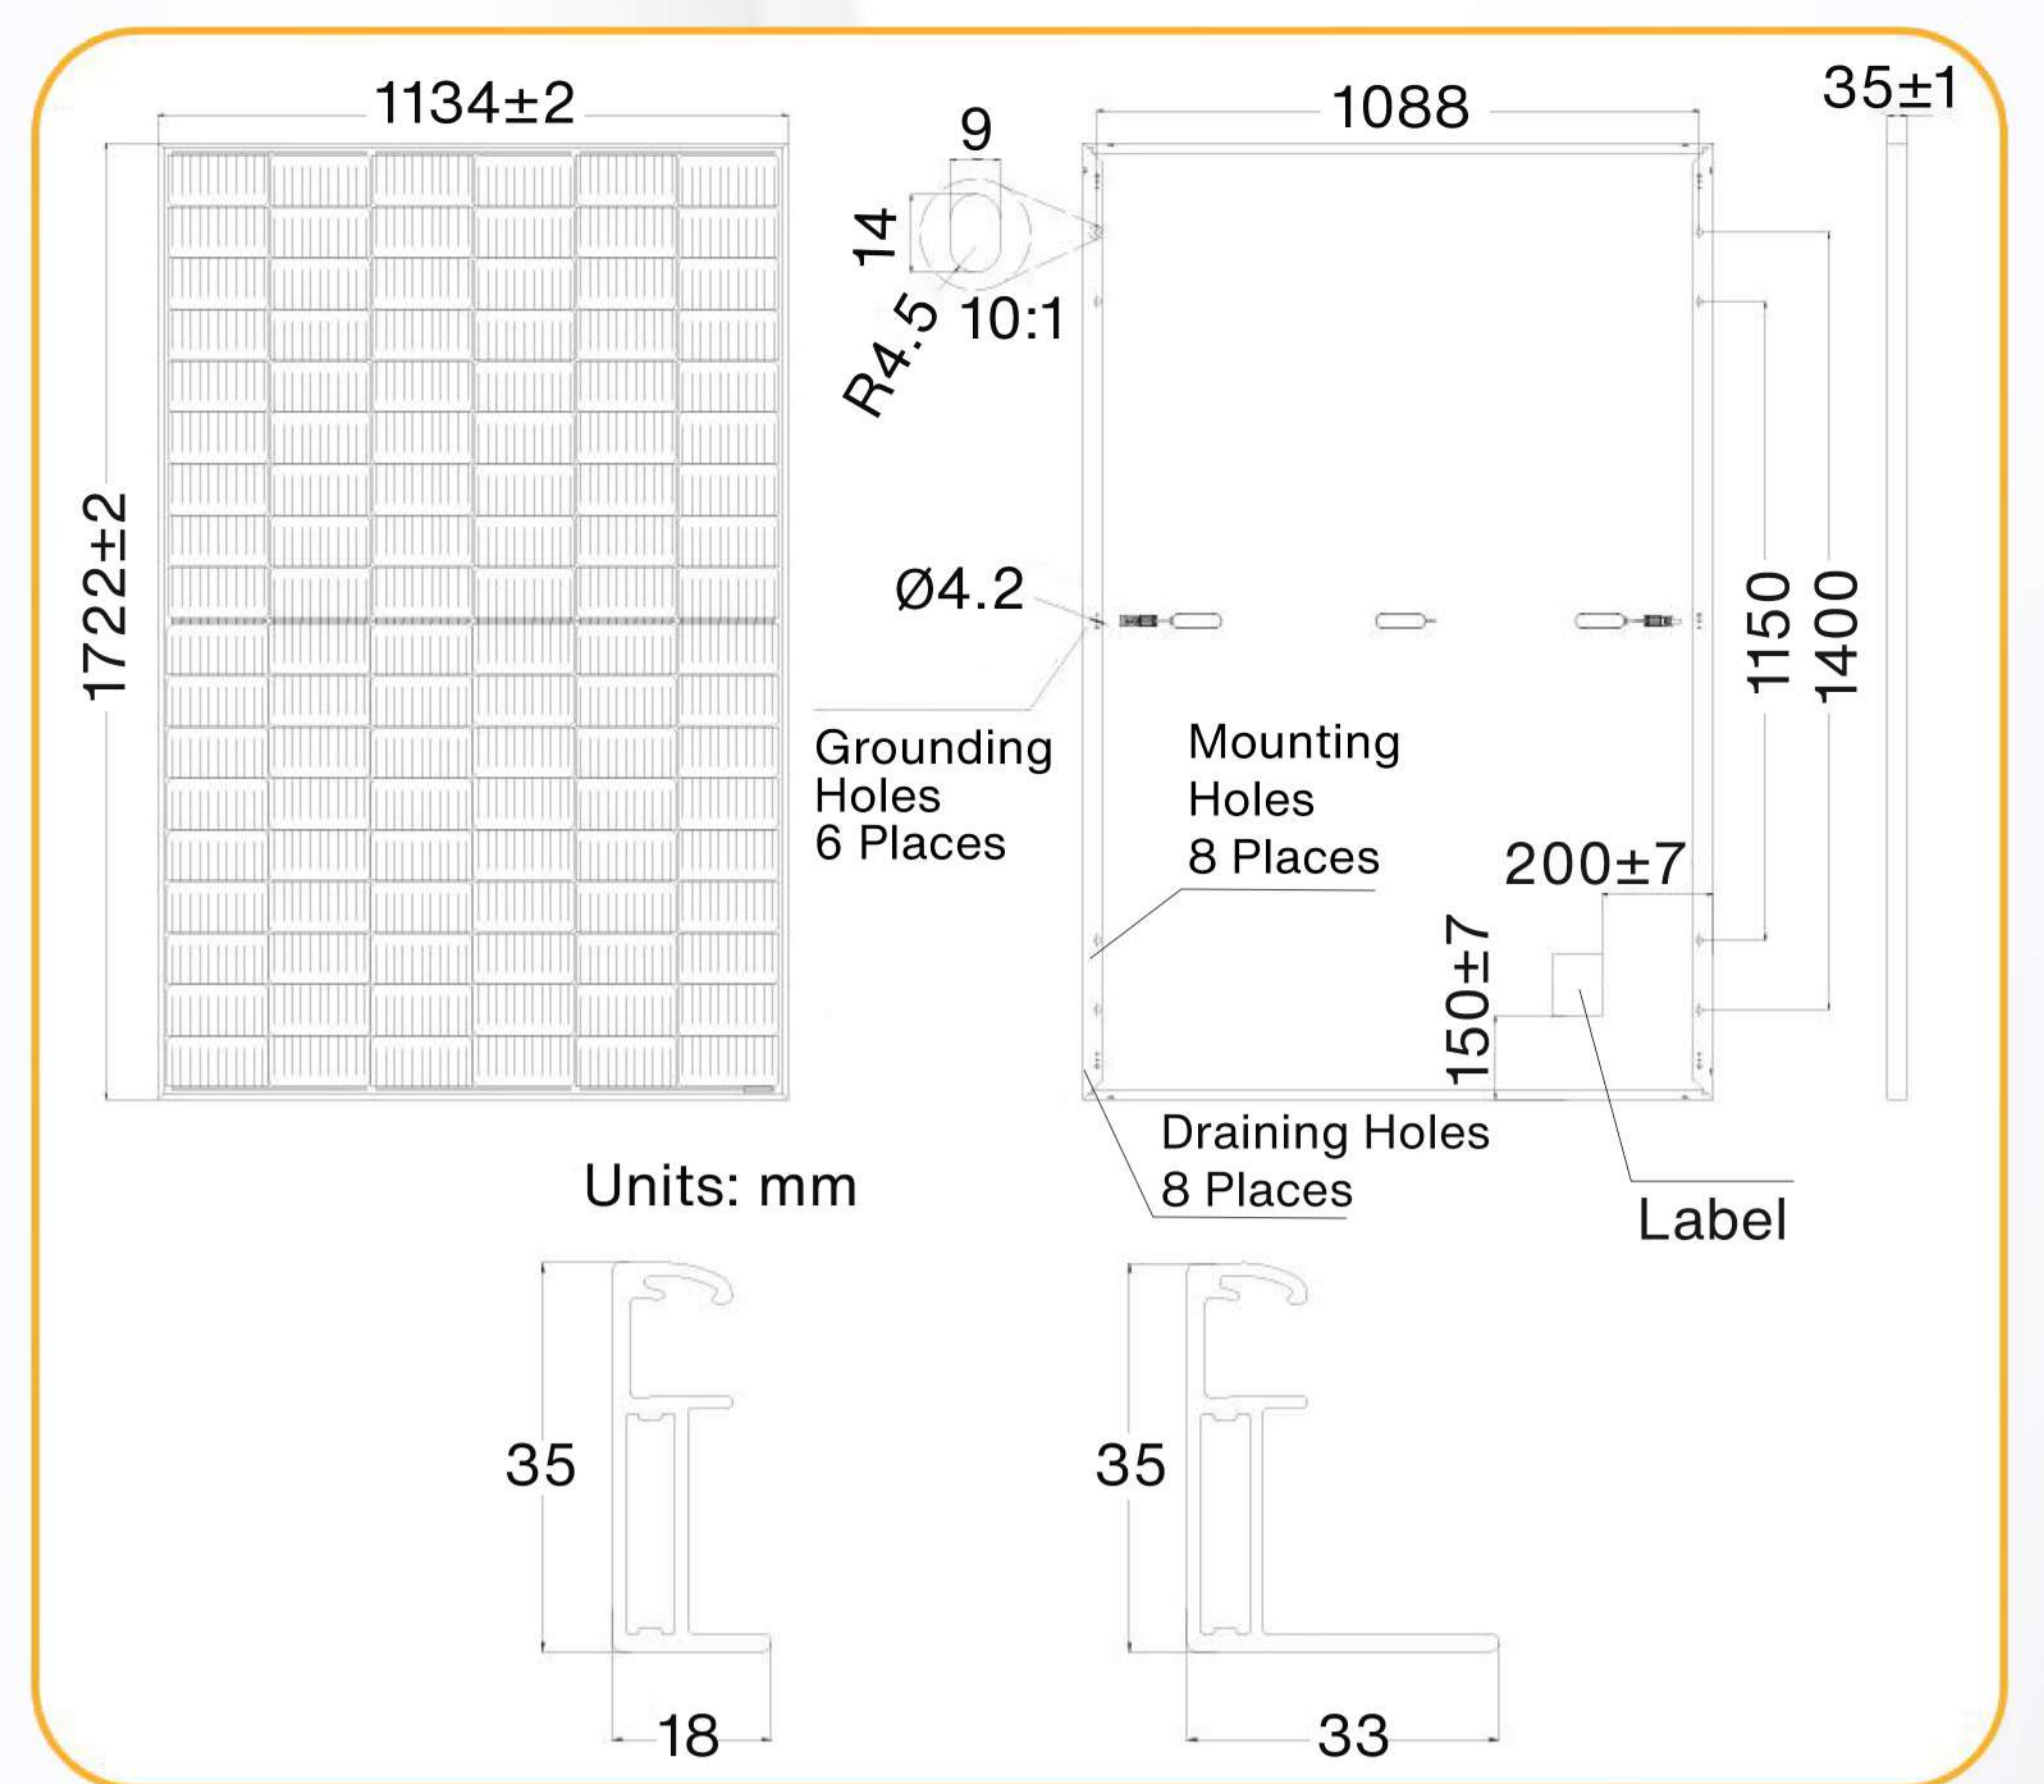 1134±2
1088
35±1
9
14
R4.5
10:1
1722±2
Ø4.2
1150
1400
Grounding
Holes
6 Places
Mounting
Holes
8 Places
200±7
150±7
Draining Holes
8 Places
Label
Units: mm
35
35
18
33